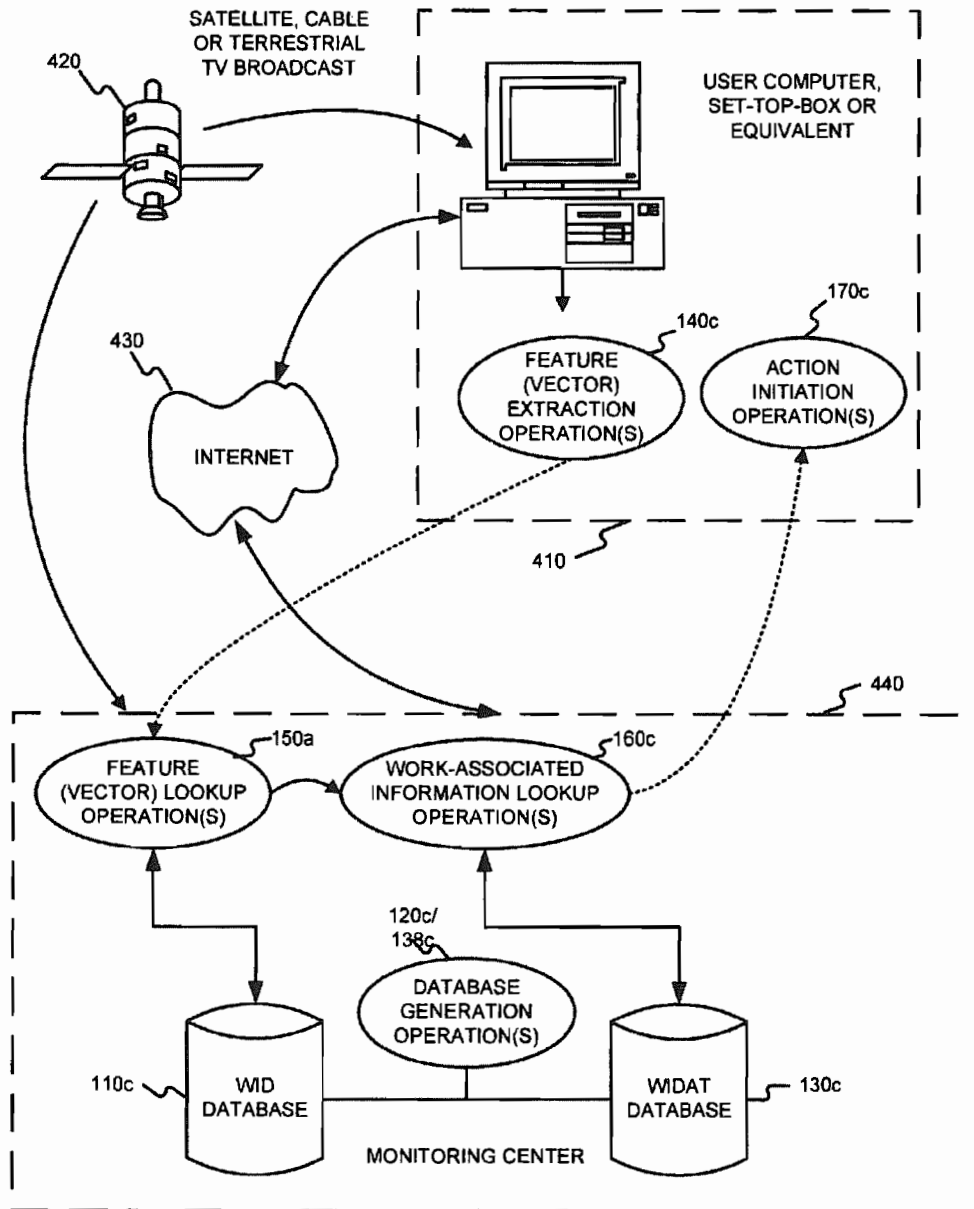 SATELLITE, CABLE
OR TERRESTRIAL
TV BROADCAST
420
USER COMPUTER,
SET-TOP-BOX OR
EQUIVALENT
170c
140c
430
FEATURE
(VECTOR)
EXTRACTION
OPERATION(S)
ACTION
INITIATION
OPERATION(S)
INTERNET
410
440
150a
160c
FEATURE
(VECTOR) LOOKUP
OPERATION(S)
WORK-ASSOCIATED
INFORMATION LOOKUP
OPERATION(S)
120c/
138c
DATABASE
GENERATION
OPERATION(S)
110c
WID
DATABASE
WIDAT
DATABASE
130c
MONITORING CENTER